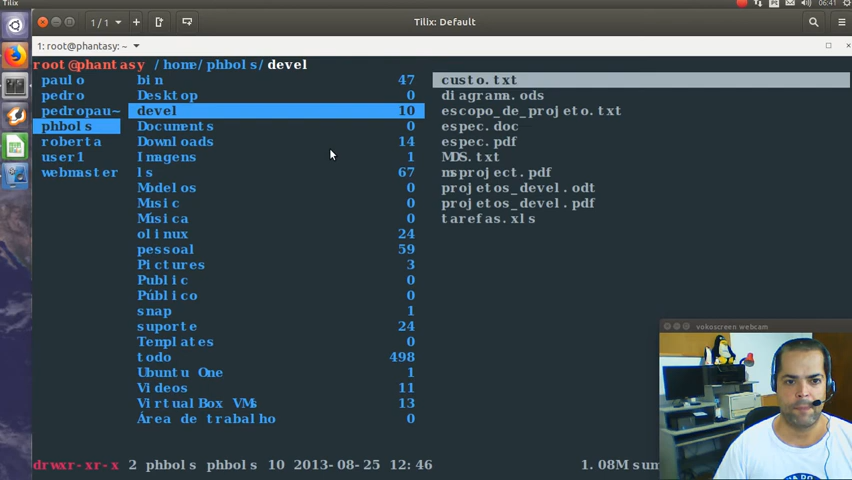 Tilix: Default
06:41
1 / 1
1: root@phantasy: ~
root@phantasy /home/phbols/devel
paulo bin 47 custo.txt
pedro Desktop 0 diagrama.ods
pedropau~ devel 10 escopo_de_projeto.txt
phbols Documents 0 espec.doc
roberta Downloads 14 espec.pdf
user1 Imagens 1 MDS.txt
webmaster ls 67 msproject.pdf
Modelos 0 projetos_devel.odt
Music 0 projetos_devel.pdf
Música 0 tarefas.xls
olinux 24
pessoal 59
Pictures 3
Public 0
Público 0
snap 1
suporte 24
Templates 0
todo 498
Ubuntu One 1
Videos 11
VirtualBox VMs 13
Área de trabalho 0
vokoscreen webcam
drwxr-xr-x 2 phbols phbols 10 2013-08-25 12:46 1.08M sum